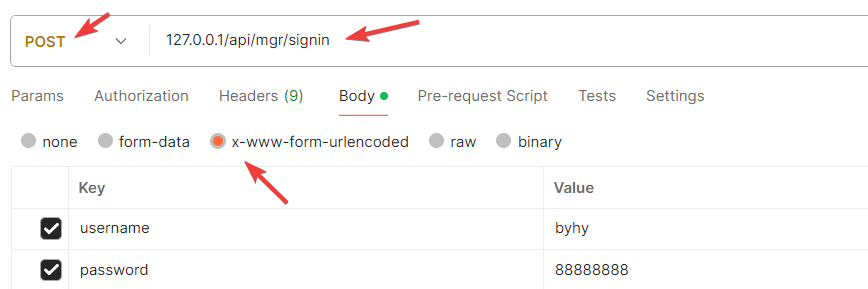 POST 127.0.0.1/api/mgr/signin
Params Authorization Headers (9) Body Pre-request Script Tests Settings
none form-data x-www-form-urlencoded raw binary
Key Value
username byhy
password 88888888